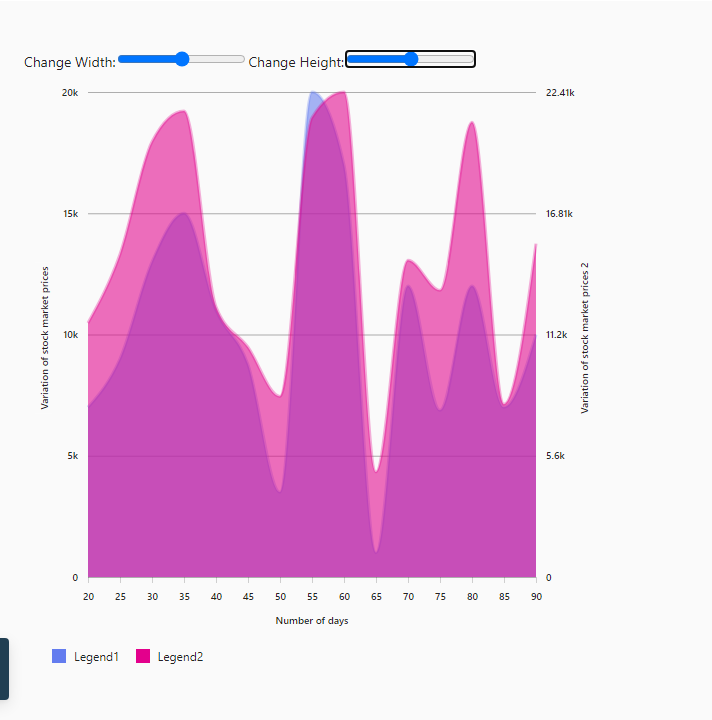 Change Width: Change Height:
20k 22.41k
15k 16.81k
Variation of stock market prices
Variation of stock market prices 2
10k 11.2k
5k 5.6k
0 0
20 25 30 35 40 45 50 55 60 65 70 75 80 85 90
Number of days
Legend1 Legend2